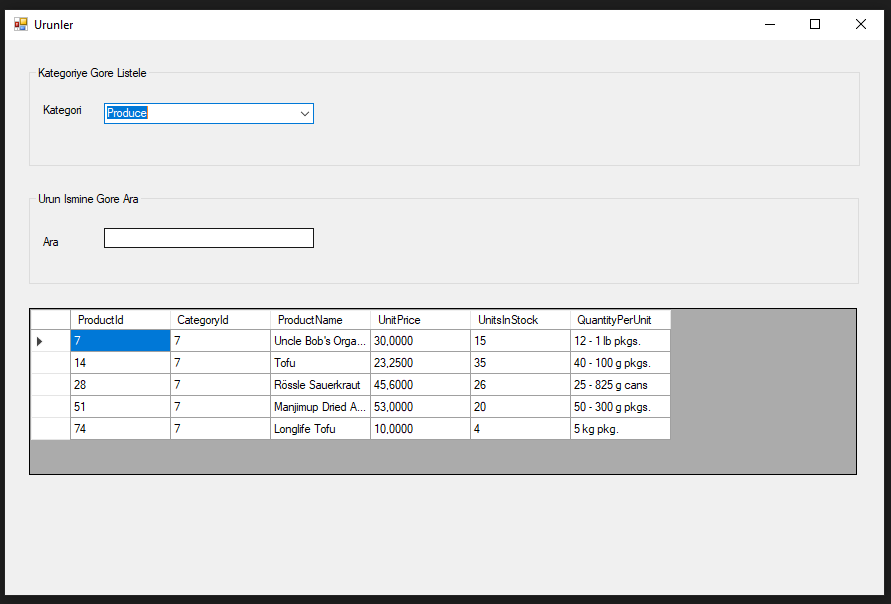 Urunler
Kategoriye Gore Listele
Kategori Produce
Urun Ismine Gore Ara
Ara
ProductId CategoryId ProductName UnitPrice UnitsInStock QuantityPerUnit
7 7 Uncle Bob's Orga... 30,0000 15 12 - 1 lb pkgs.
14 7 Tofu 23,2500 35 40 - 100 g pkgs.
28 7 Rössle Sauerkraut 45,6000 26 25 - 825 g cans
51 7 Manjimup Dried A... 53,0000 20 50 - 300 g pkgs.
74 7 Longlife Tofu 10,0000 4 5 kg pkg.